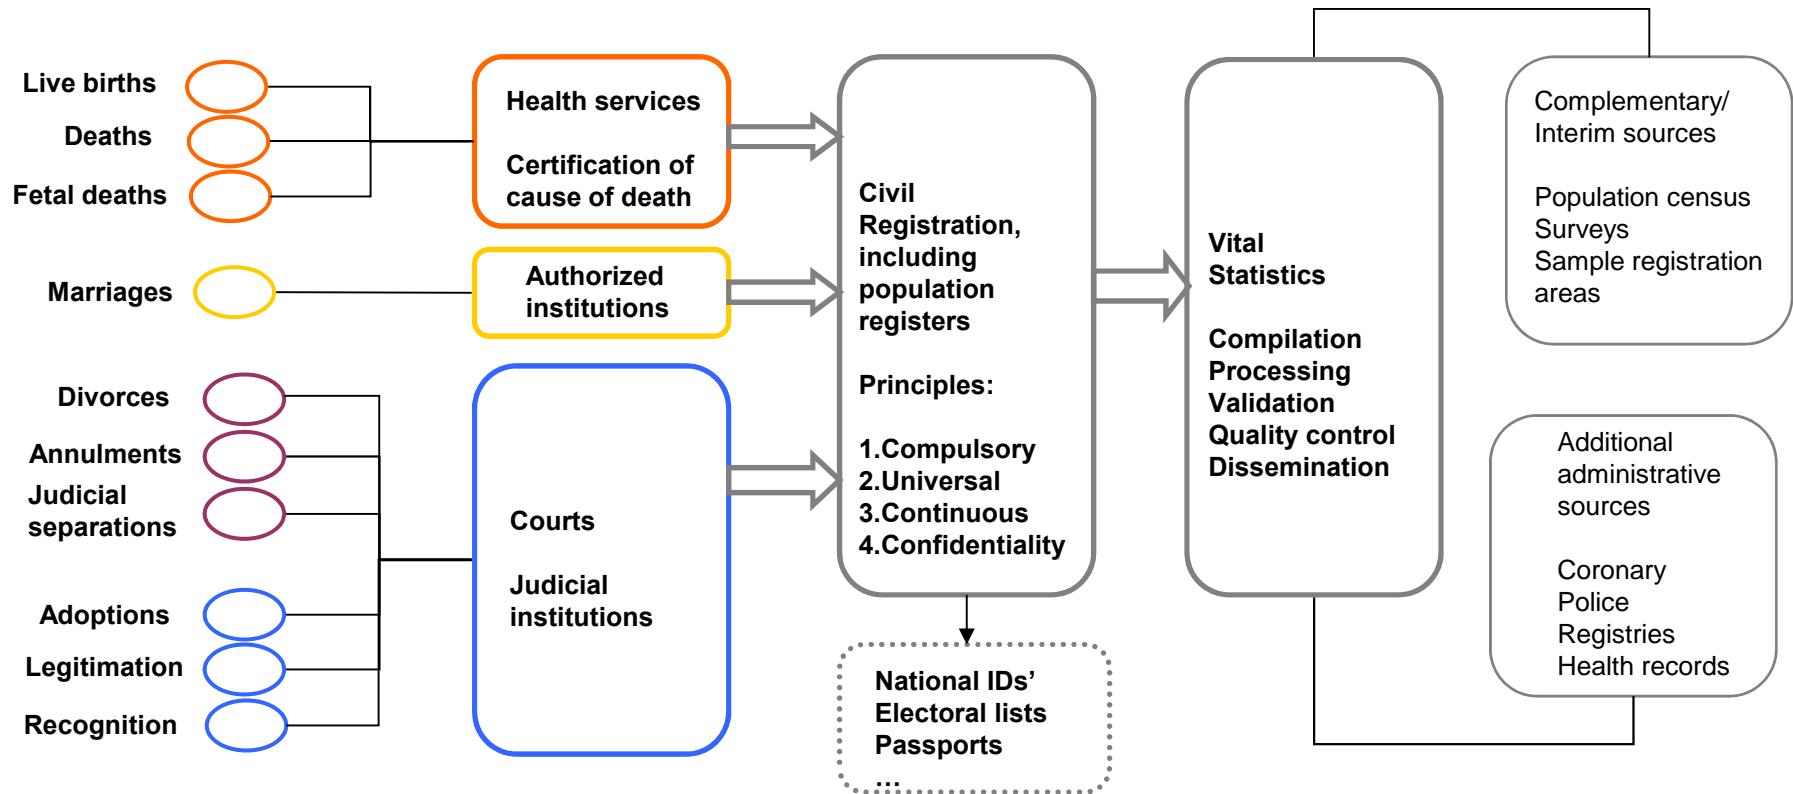 Live births
Deaths
Fetal deaths
Marriages
Divorces
Annulments
Judicial
separations
Adoptions
Legitimation
Recognition
Health services
Certification of
cause of death
Authorized
institutions
Courts
Judicial
institutions
Civil
Registration,
including
population
registers
Principles:
1.Compulsory
2.Universal
3.Continuous
4.Confidentiality
National IDs’
Electoral lists
Passports
...
Vital
Statistics
Compilation
Processing
Validation
Quality control
Dissemination
Complementary/
Interim sources
Population census
Surveys
Sample registration
areas
Additional
administrative
sources
Coronary
Police
Registries
Health records